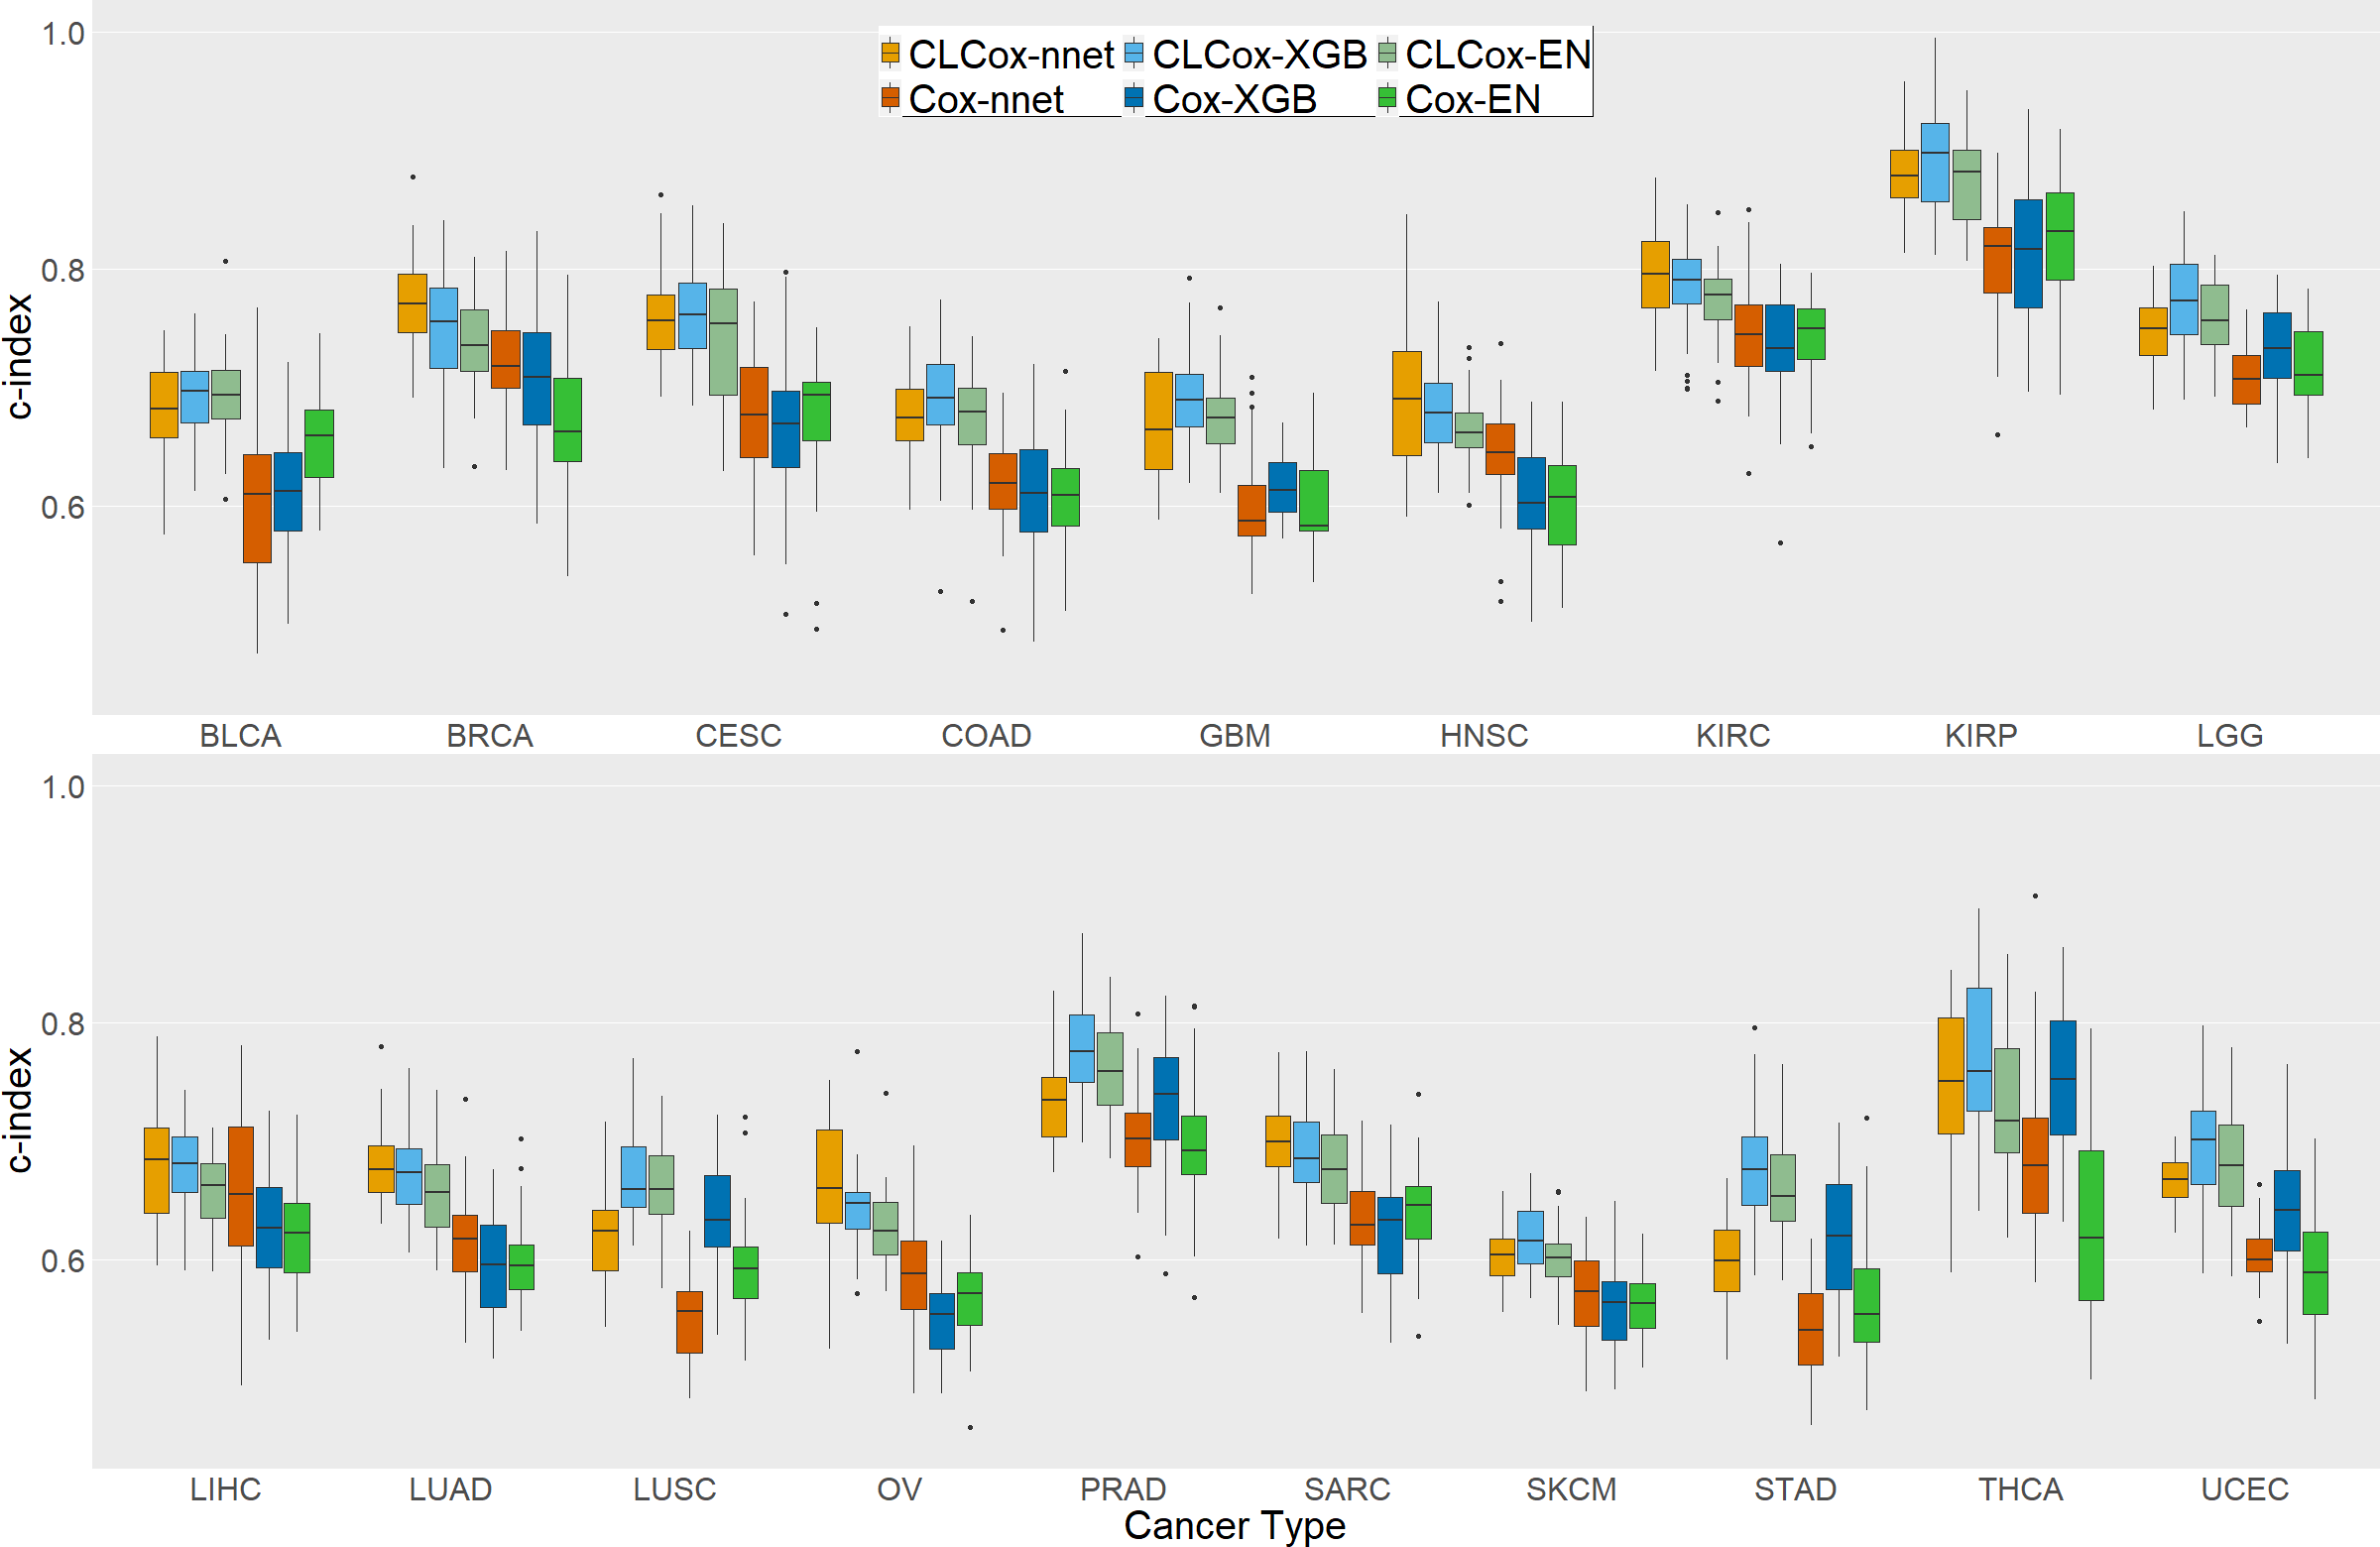 1.0
CLCox-nnet CLCox-XGB CLCox-EN
Cox-nnet Cox-XGB Cox-EN
0.8
c-index
0.6
BLCA BRCA CESC COAD GBM HNSC KIRC KIRP LGG
1.0
0.8
c-index
0.6
LIHC LUAD LUSC OV PRAD SARC SKCM STAD THCA UCEC
Cancer Type